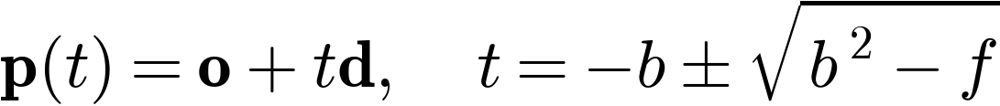 p(t) = o + td, t = −b ± √(b² − f)